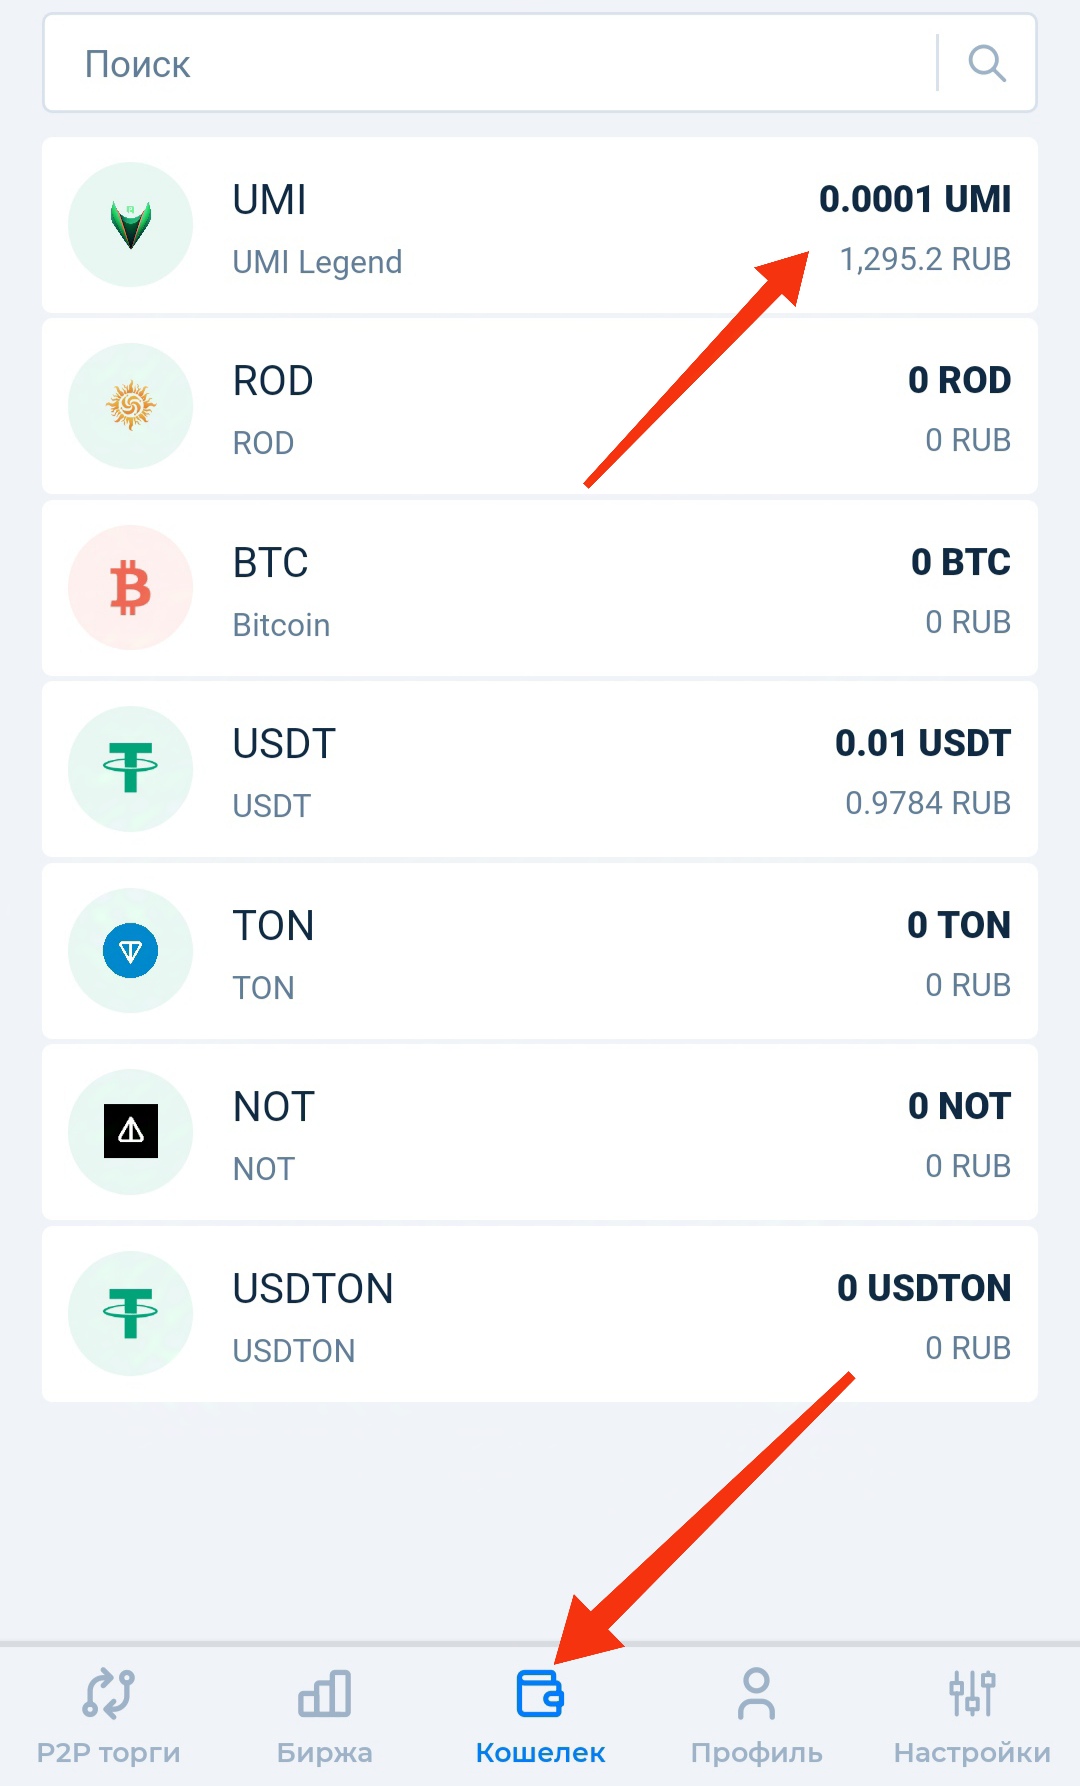 Поиск
UMI
0.0001 UMI
UMI Legend
1,295.2 RUB
ROD
0 ROD
ROD
0 RUB
BTC
0 BTC
Bitcoin
0 RUB
USDT
0.01 USDT
USDT
0.9784 RUB
TON
0 TON
TON
0 RUB
NOT
0 NOT
NOT
0 RUB
USDTON
0 USDTON
USDTON
0 RUB
P2P торги
Биржа
Кошелек
Профиль
Настройки